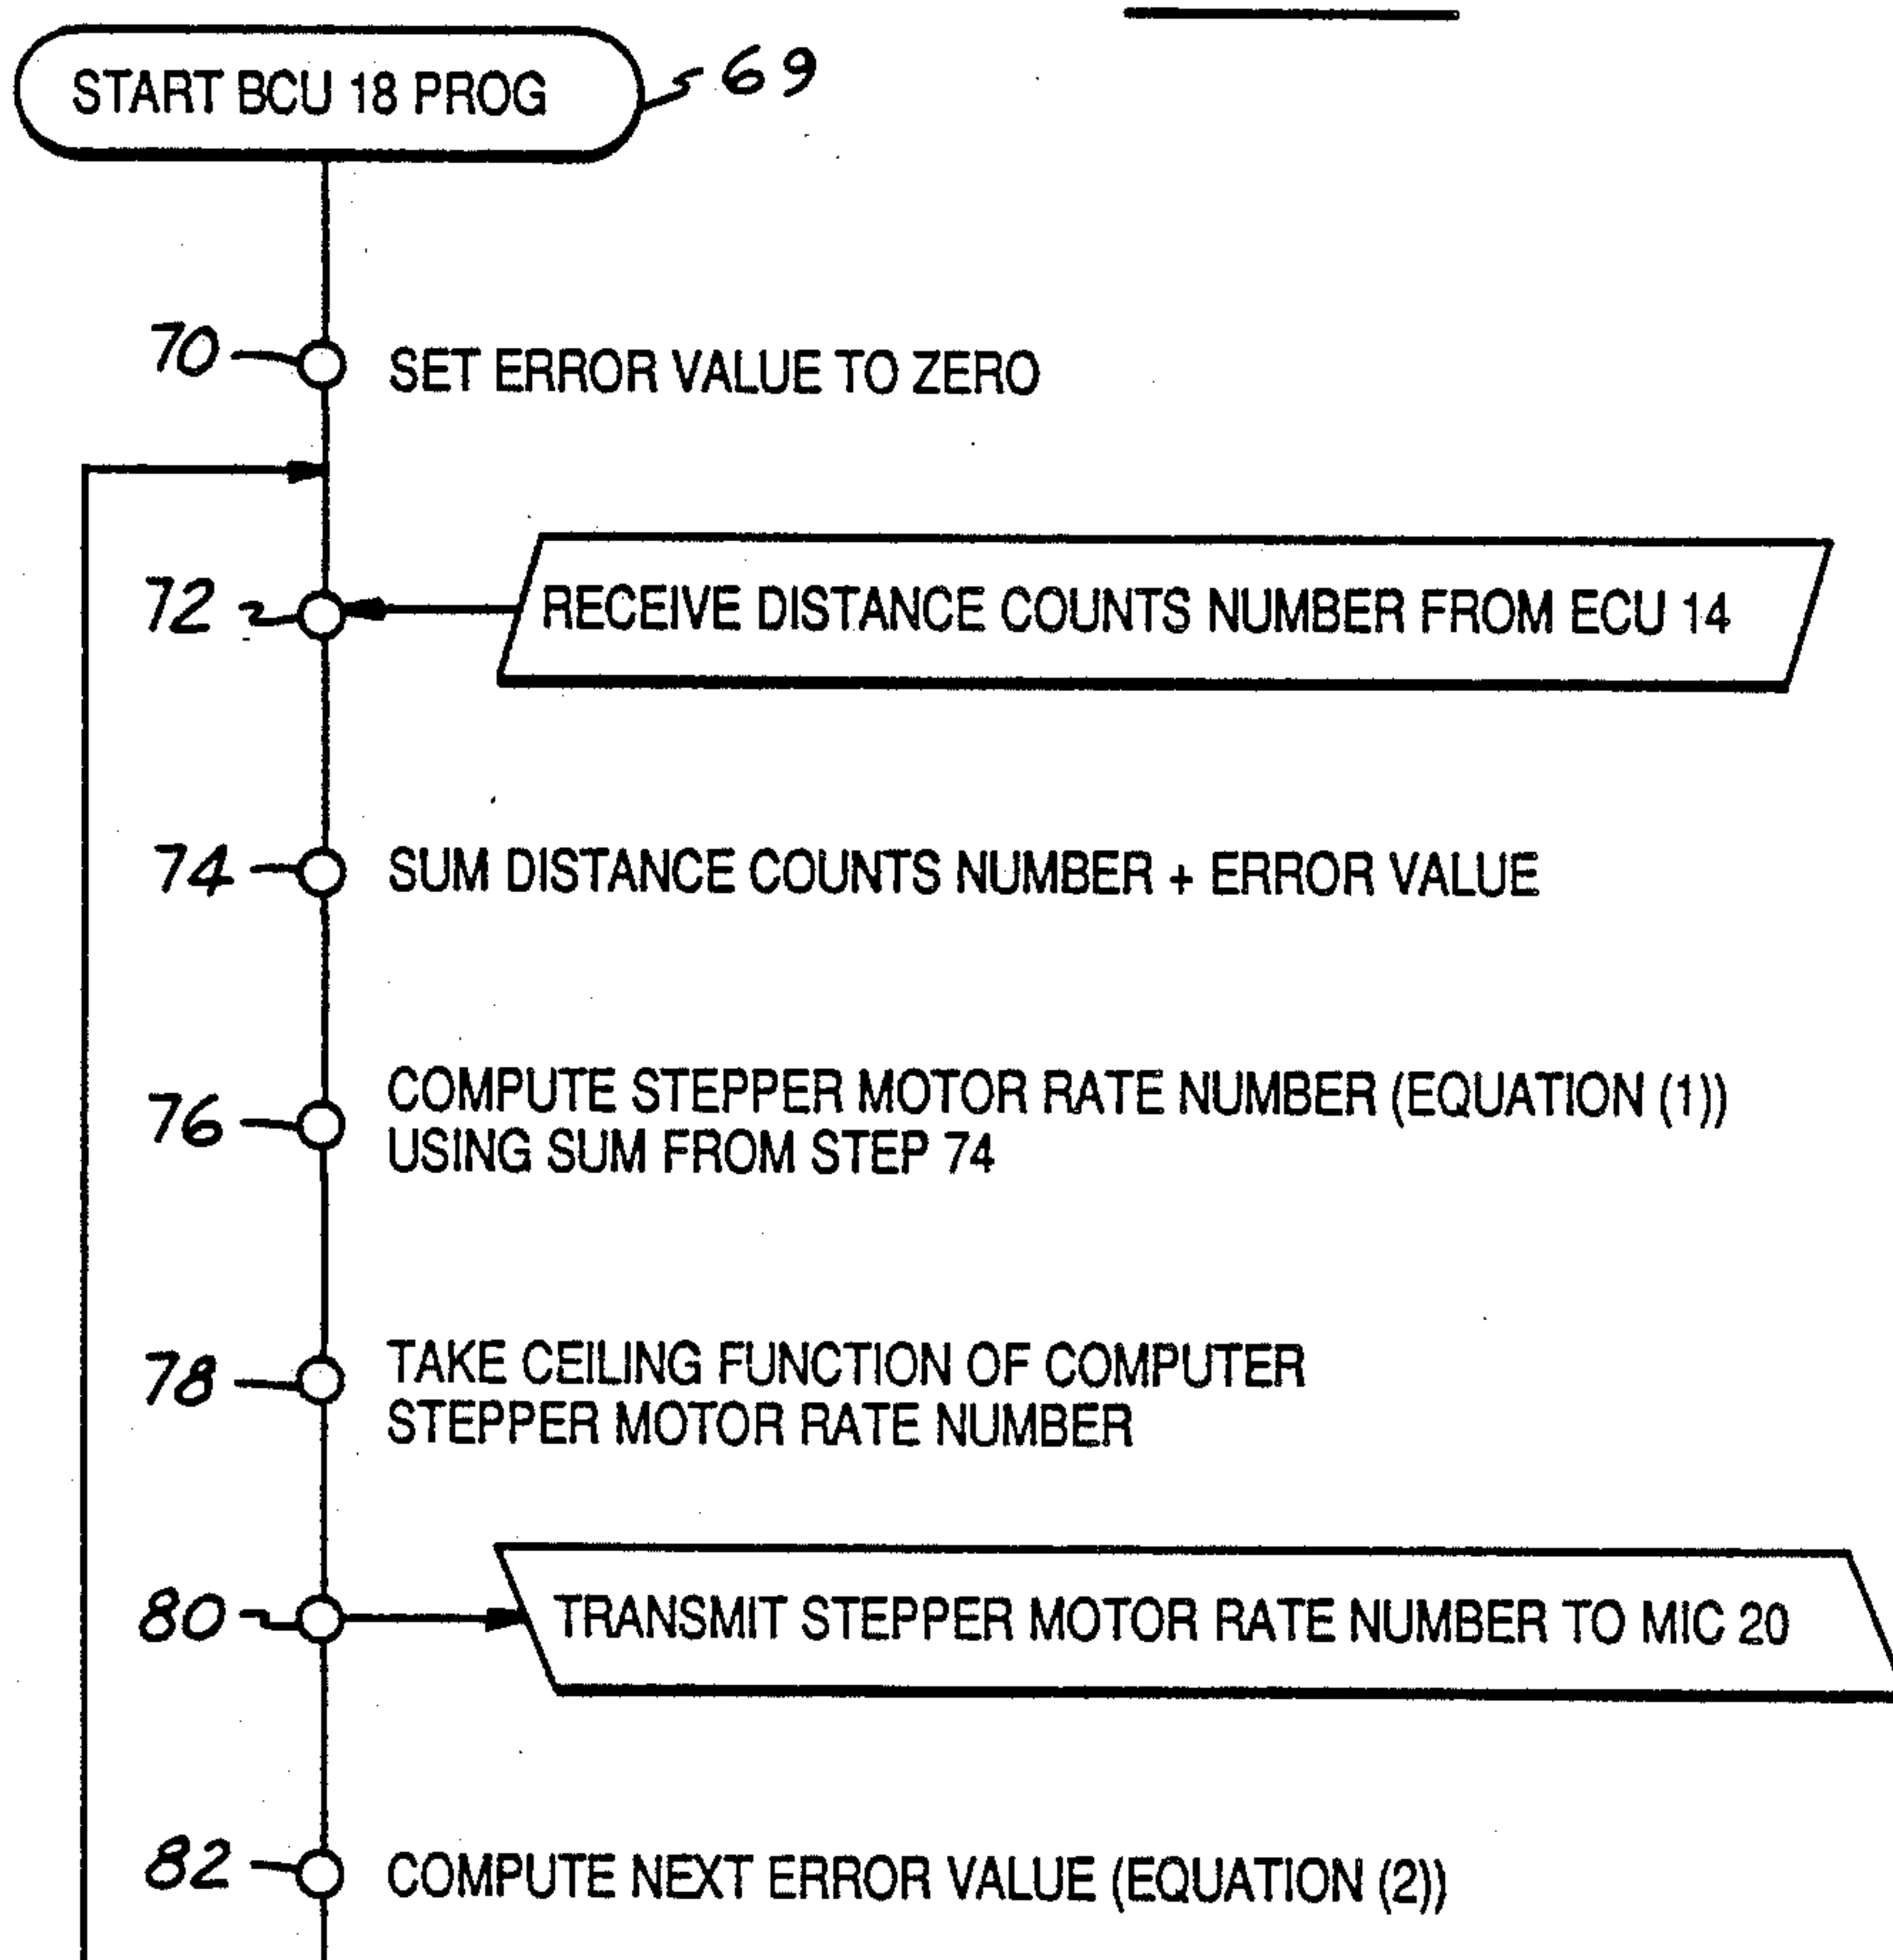 START BCU 18 PROG
69
70
SET ERROR VALUE TO ZERO
72
RECEIVE DISTANCE COUNTS NUMBER FROM ECU 14
74
SUM DISTANCE COUNTS NUMBER + ERROR VALUE
76
COMPUTE STEPPER MOTOR RATE NUMBER (EQUATION (1))
USING SUM FROM STEP 74
78
TAKE CEILING FUNCTION OF COMPUTER
STEPPER MOTOR RATE NUMBER
80
TRANSMIT STEPPER MOTOR RATE NUMBER TO MIC 20
82
COMPUTE NEXT ERROR VALUE (EQUATION (2))